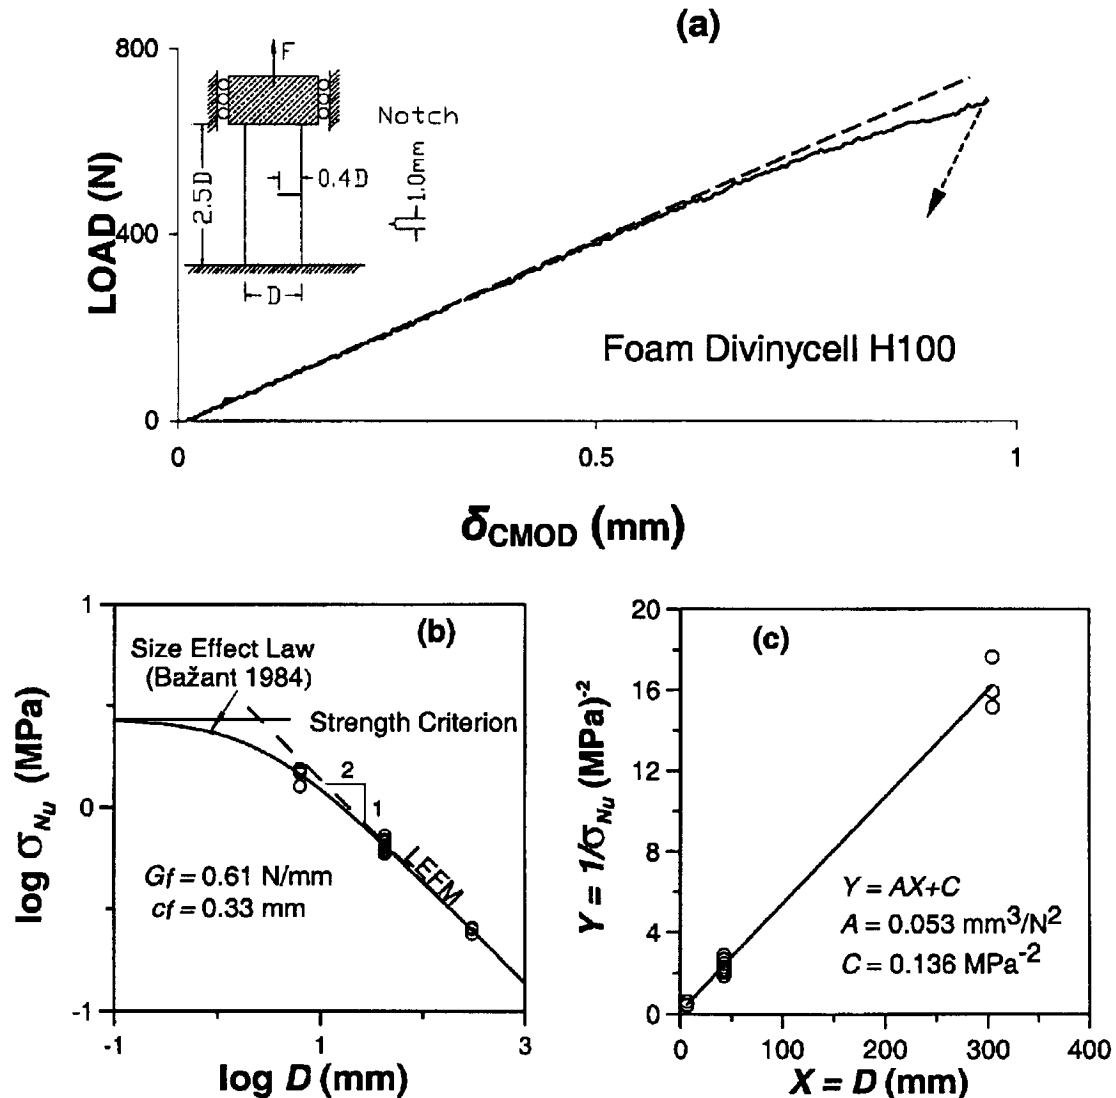 (a)
800
400
0
LOAD (N)
F
Notch
2.5D
0.4D
1.0mm
D
Foam Divinycell H100
0
0.5
1
δCMOD (mm)
(b)
1
0
-1
log σNu (MPa)
Size Effect Law
(Bažant 1984)
Strength Criterion
2
1
LEFM
Gf = 0.61 N/mm
cf = 0.33 mm
-1
1
3
log D (mm)
(c)
20
16
12
8
4
0
Y = 1/σNu (MPa)⁻²
Y = AX+C
A = 0.053 mm³/N²
C = 0.136 MPa⁻²
0
100
200
300
400
X = D (mm)